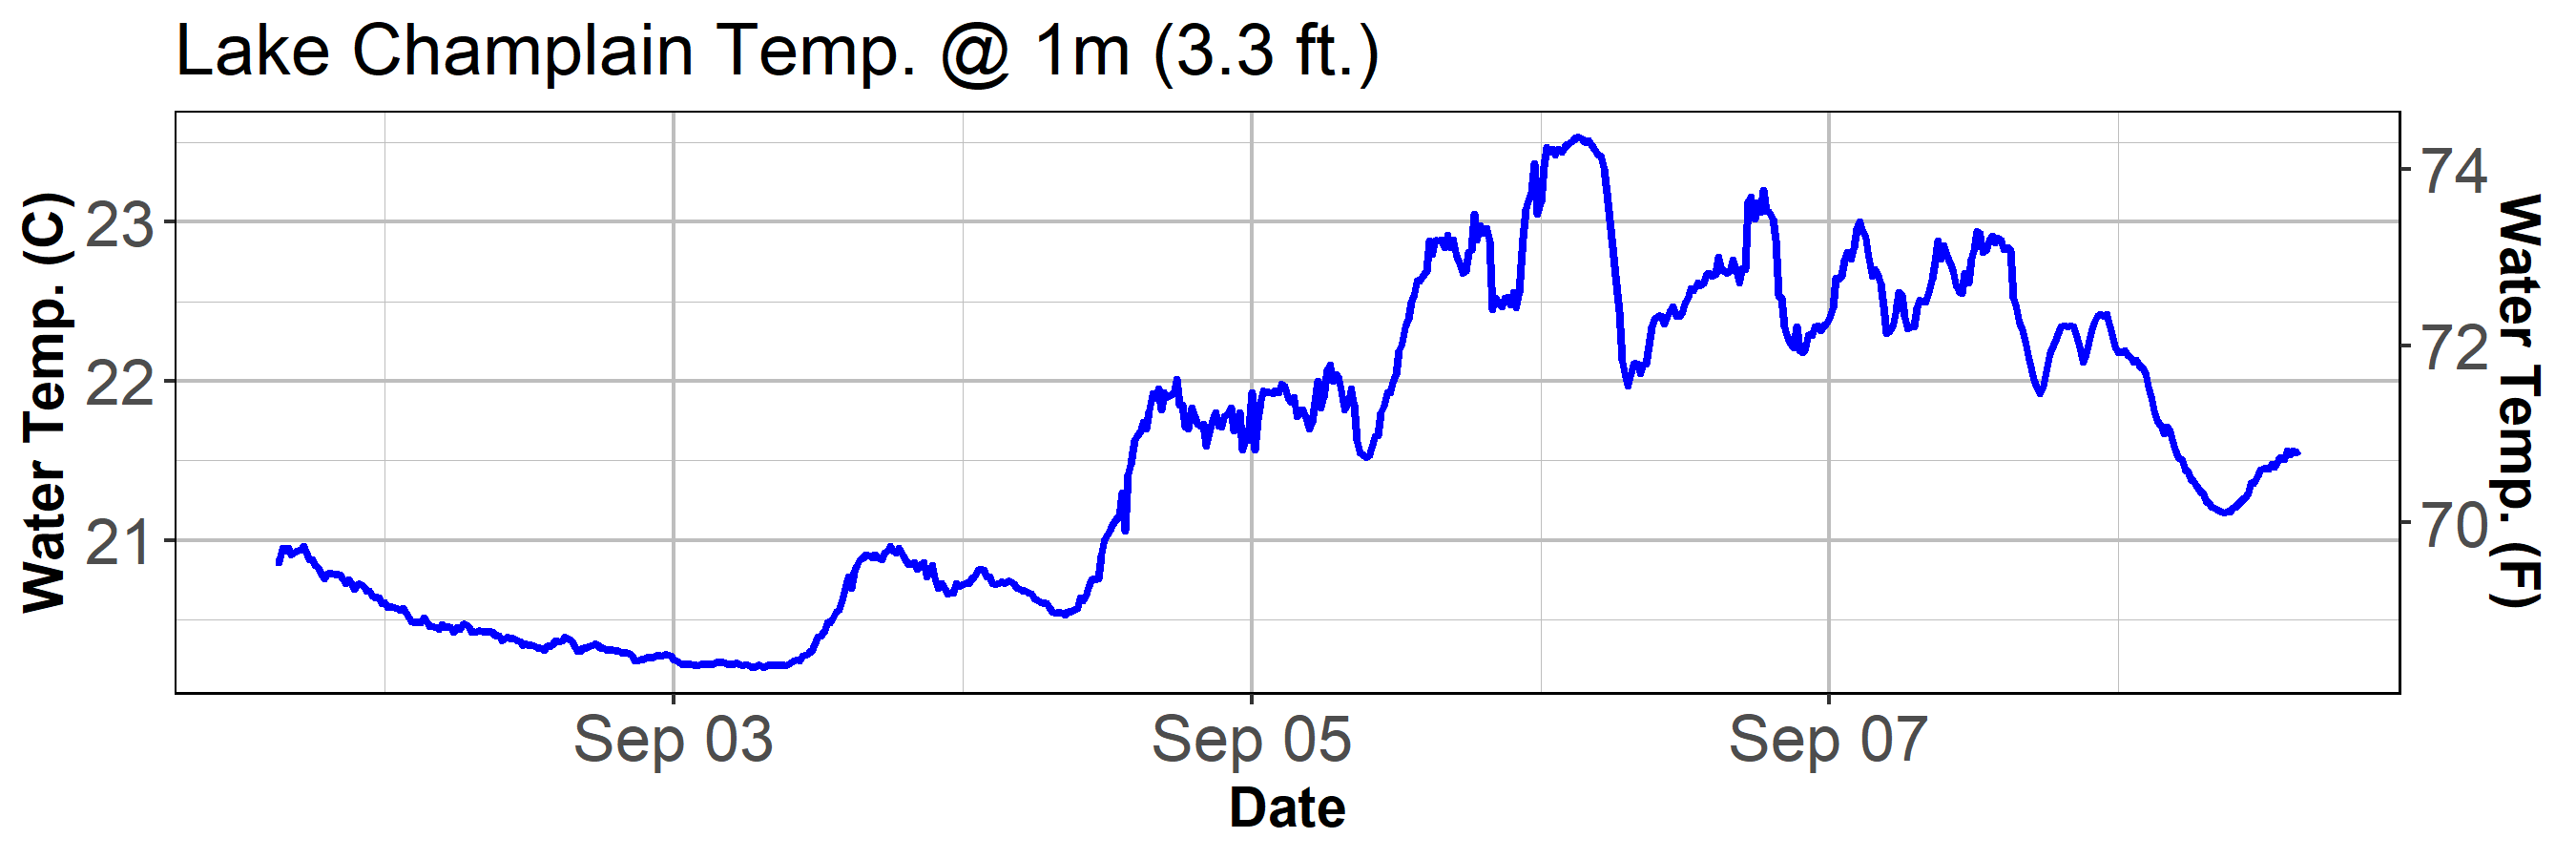 Lake Champlain Temp. @ 1m (3.3 ft.)
Water Temp. (C)
23
22
21
74
72
70
Water Temp. (F)
Sep 03 Sep 05 Sep 07
Date